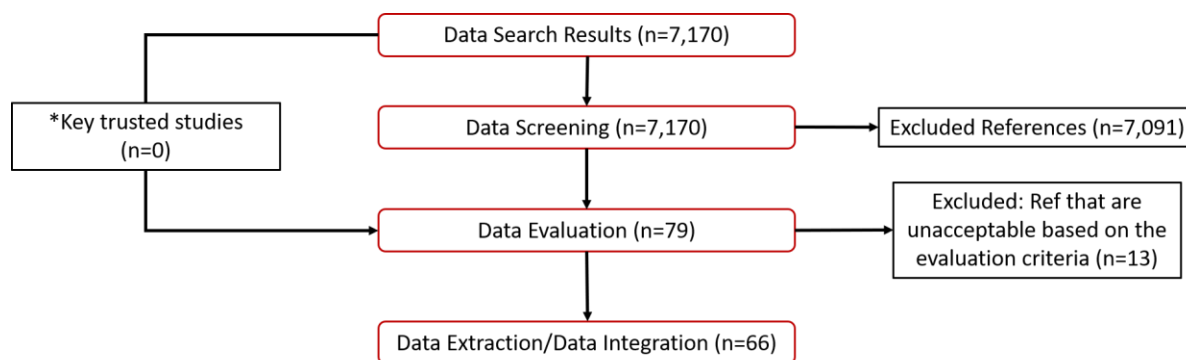 Data Search Results (n=7,170)
*Key trusted studies
(n=0)
Data Screening (n=7,170)
Excluded References (n=7,091)
Data Evaluation (n=79)
Excluded: Ref that are
unacceptable based on the
evaluation criteria (n=13)
Data Extraction/Data Integration (n=66)